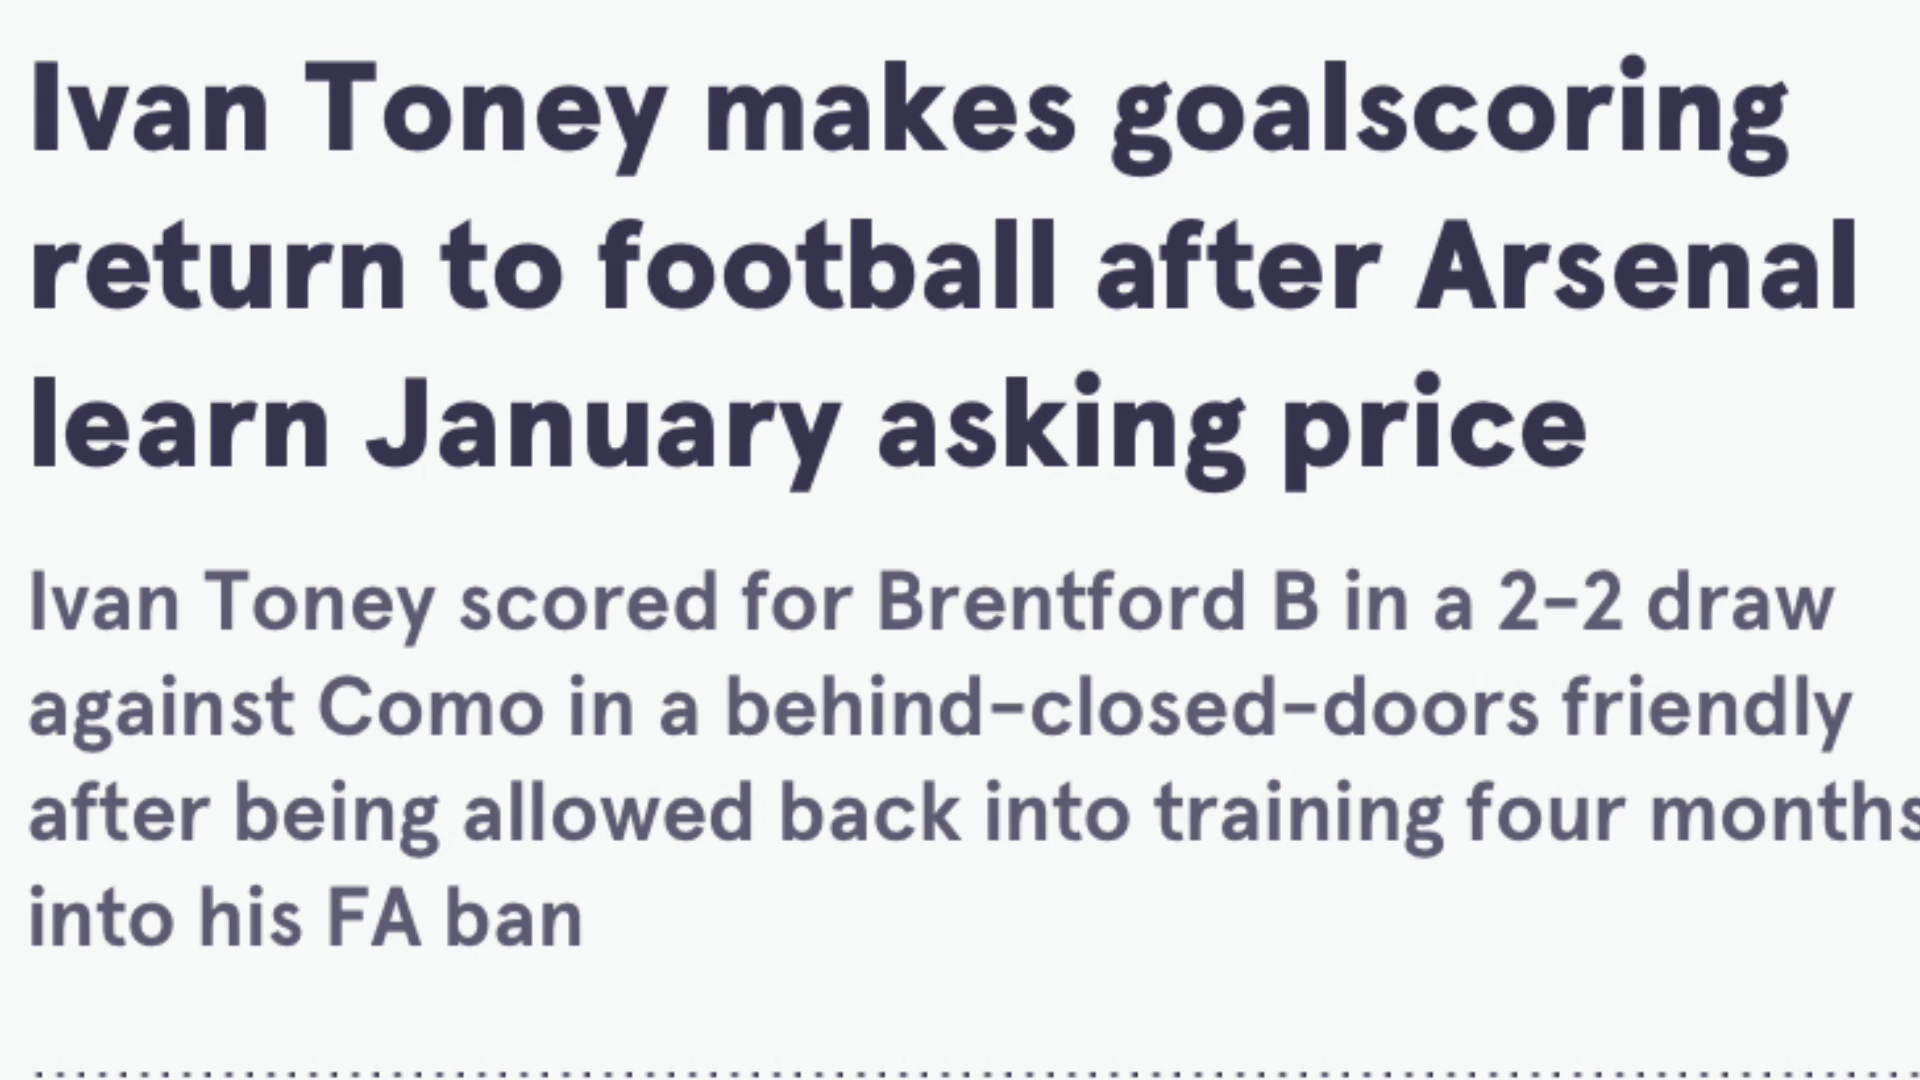 Ivan Toney makes goalscoring
return to football after Arsenal
learn January asking price
Ivan Toney scored for Brentford B in a 2-2 draw
against Como in a behind-closed-doors friendly
after being allowed back into training four months
into his FA ban